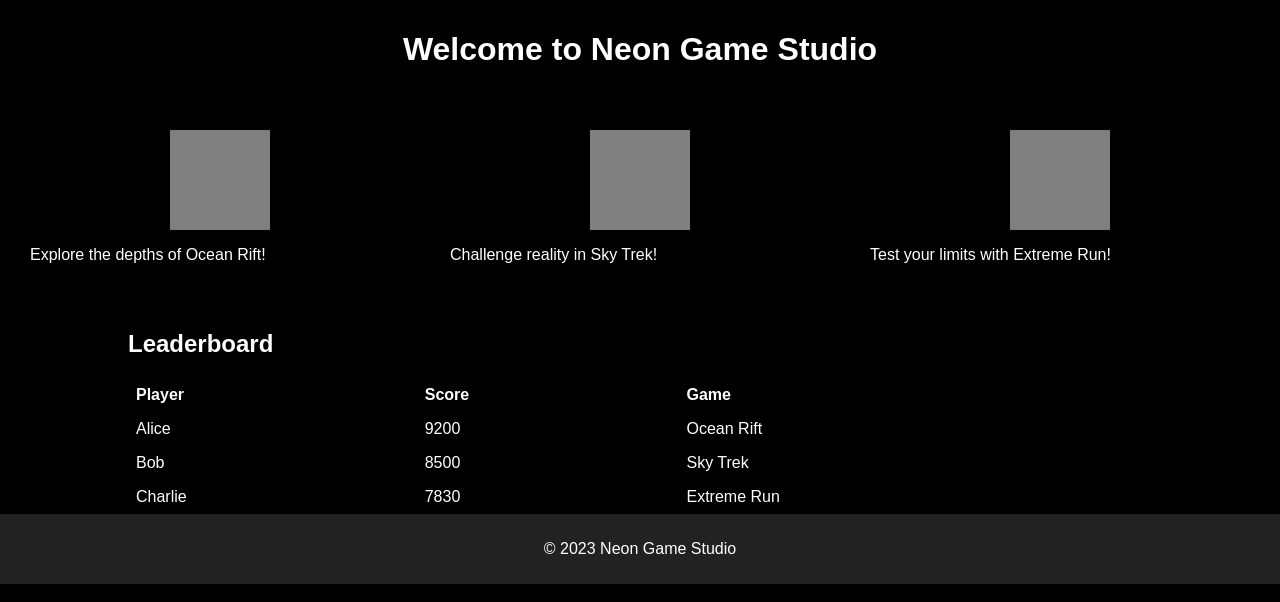 Welcome to Neon Game Studio
Explore the depths of Ocean Rift!
Challenge reality in Sky Trek!
Test your limits with Extreme Run!
Leaderboard
Player Score Game
Alice 9200 Ocean Rift
Bob 8500 Sky Trek
Charlie 7830 Extreme Run
© 2023 Neon Game Studio